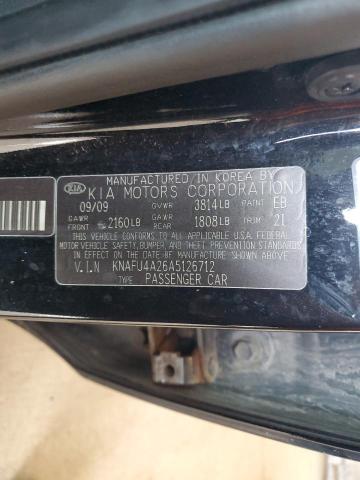 MANUFACTURED IN KOREA BY
KIA KIA MOTORS CORPORATION
09/09 GVWR 3814LB PAINT EB
GAWR FRONT 2160LB GAWR REAR 1808LB TRIM 21
THIS VEHICLE CONFORMS TO ALL APPLICABLE U.S.A. FEDERAL
MOTOR VEHICLE SAFETY, BUMPER, AND THEFT PREVENTION STANDARDS
IN EFFECT ON THE DATE OF MANUFACTURE SHOWN ABOVE.
V.I.N KNAFU4A26A5126712
TYPE PASSENGER CAR